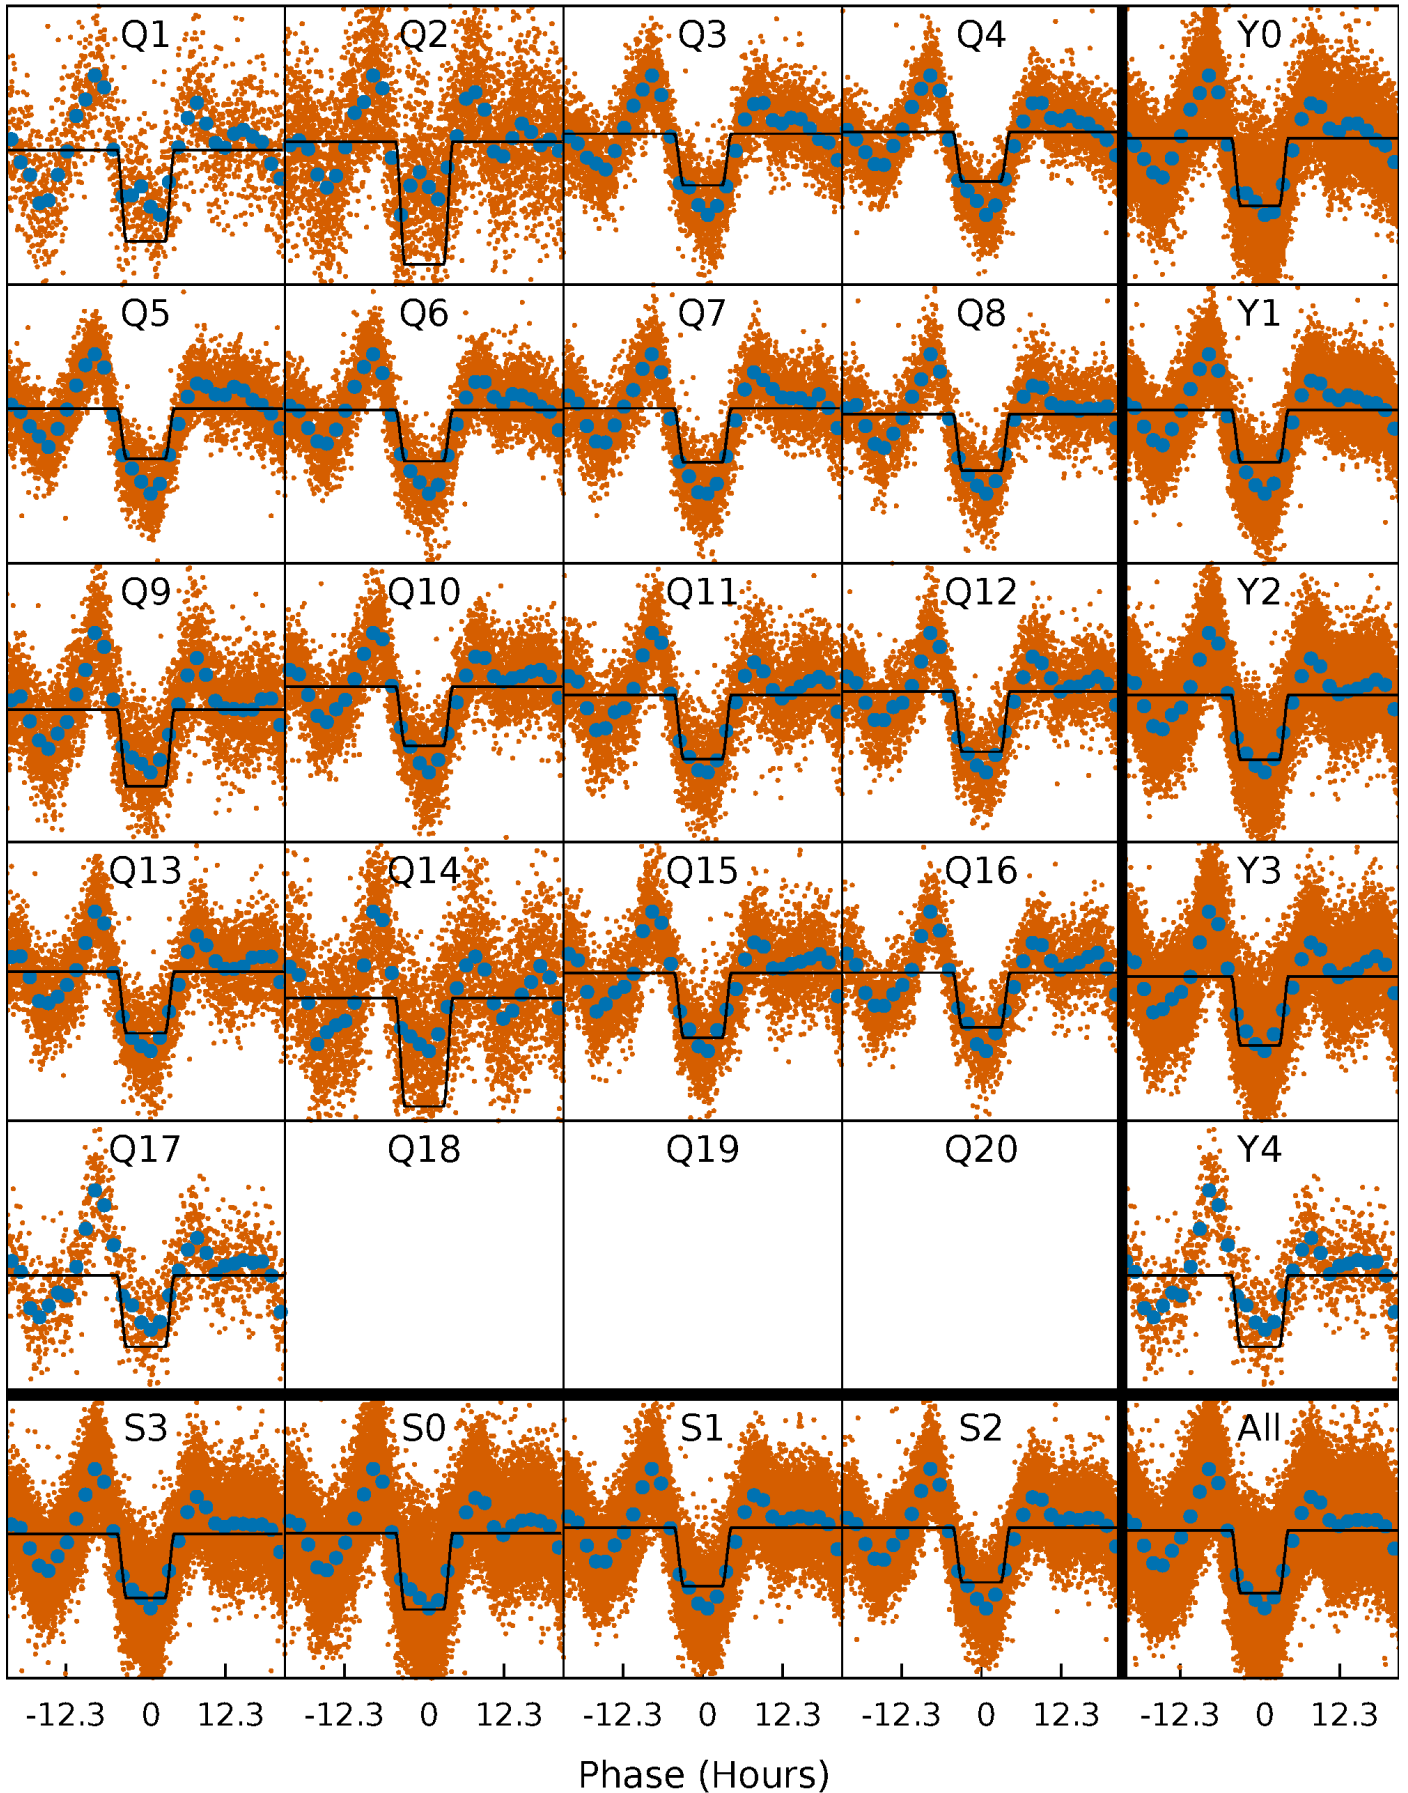 Q1 Q2 Q3 Q4 Y0
Q5 Q6 Q7 Q8 Y1
Q9 Q10 Q11 Q12 Y2
Q13 Q14 Q15 Q16 Y3
Q17 Q18 Q19 Q20 Y4
S3 S0 S1 S2 All
-12.3 0 12.3 -12.3 0 12.3 -12.3 0 12.3 -12.3 0 12.3 -12.3 0 12.3
Phase (Hours)